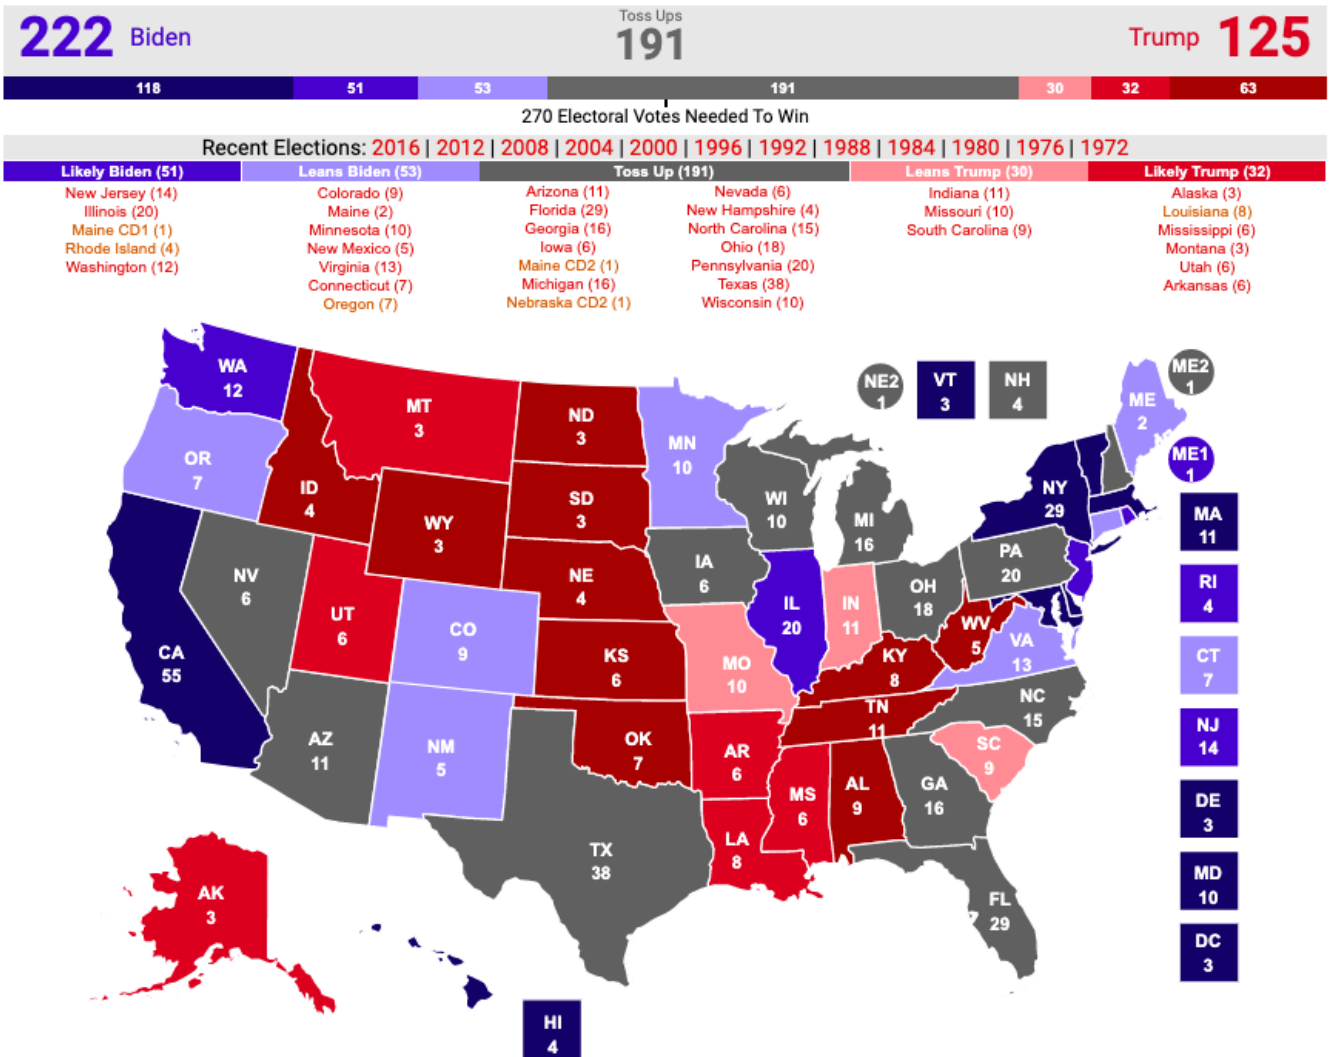 222 Biden
Toss Ups
191
Trump 125
118 51 53 191 30 32 63
270 Electoral Votes Needed To Win
Recent Elections: 2016 | 2012 | 2008 | 2004 | 2000 | 1996 | 1992 | 1988 | 1984 | 1980 | 1976 | 1972
Likely Biden (51)
New Jersey (14)
Illinois (20)
Maine CD1 (1)
Rhode Island (4)
Washington (12)
Leans Biden (53)
Colorado (9)
Maine (2)
Minnesota (10)
New Mexico (5)
Virginia (13)
Connecticut (7)
Oregon (7)
Toss Up (191)
Arizona (11)
Florida (29)
Georgia (16)
Iowa (6)
Maine CD2 (1)
Michigan (16)
Nebraska CD2 (1)
Nevada (6)
New Hampshire (4)
North Carolina (15)
Ohio (18)
Pennsylvania (20)
Texas (38)
Wisconsin (10)
Leans Trump (30)
Indiana (11)
Missouri (10)
South Carolina (9)
Likely Trump (32)
Alaska (3)
Louisiana (8)
Mississippi (6)
Montana (3)
Utah (6)
Arkansas (6)
WA
12
OR
7
CA
55
NV
6
ID
4
MT
3
WY
3
UT
6
AZ
11
CO
9
NM
5
ND
3
SD
3
NE
4
KS
6
OK
7
TX
38
MN
10
IA
6
MO
10
AR
6
LA
8
WI
10
IL
20
MI
16
IN
11
OH
18
KY
8
TN
11
MS
6
AL
9
GA
16
FL
29
SC
9
NC
15
VA
13
WV
5
PA
20
NY
29
ME
2
NE2
1
VT
3
NH
4
ME2
1
ME1
1
MA
11
RI
4
CT
7
NJ
14
DE
3
MD
10
DC
3
AK
3
HI
4